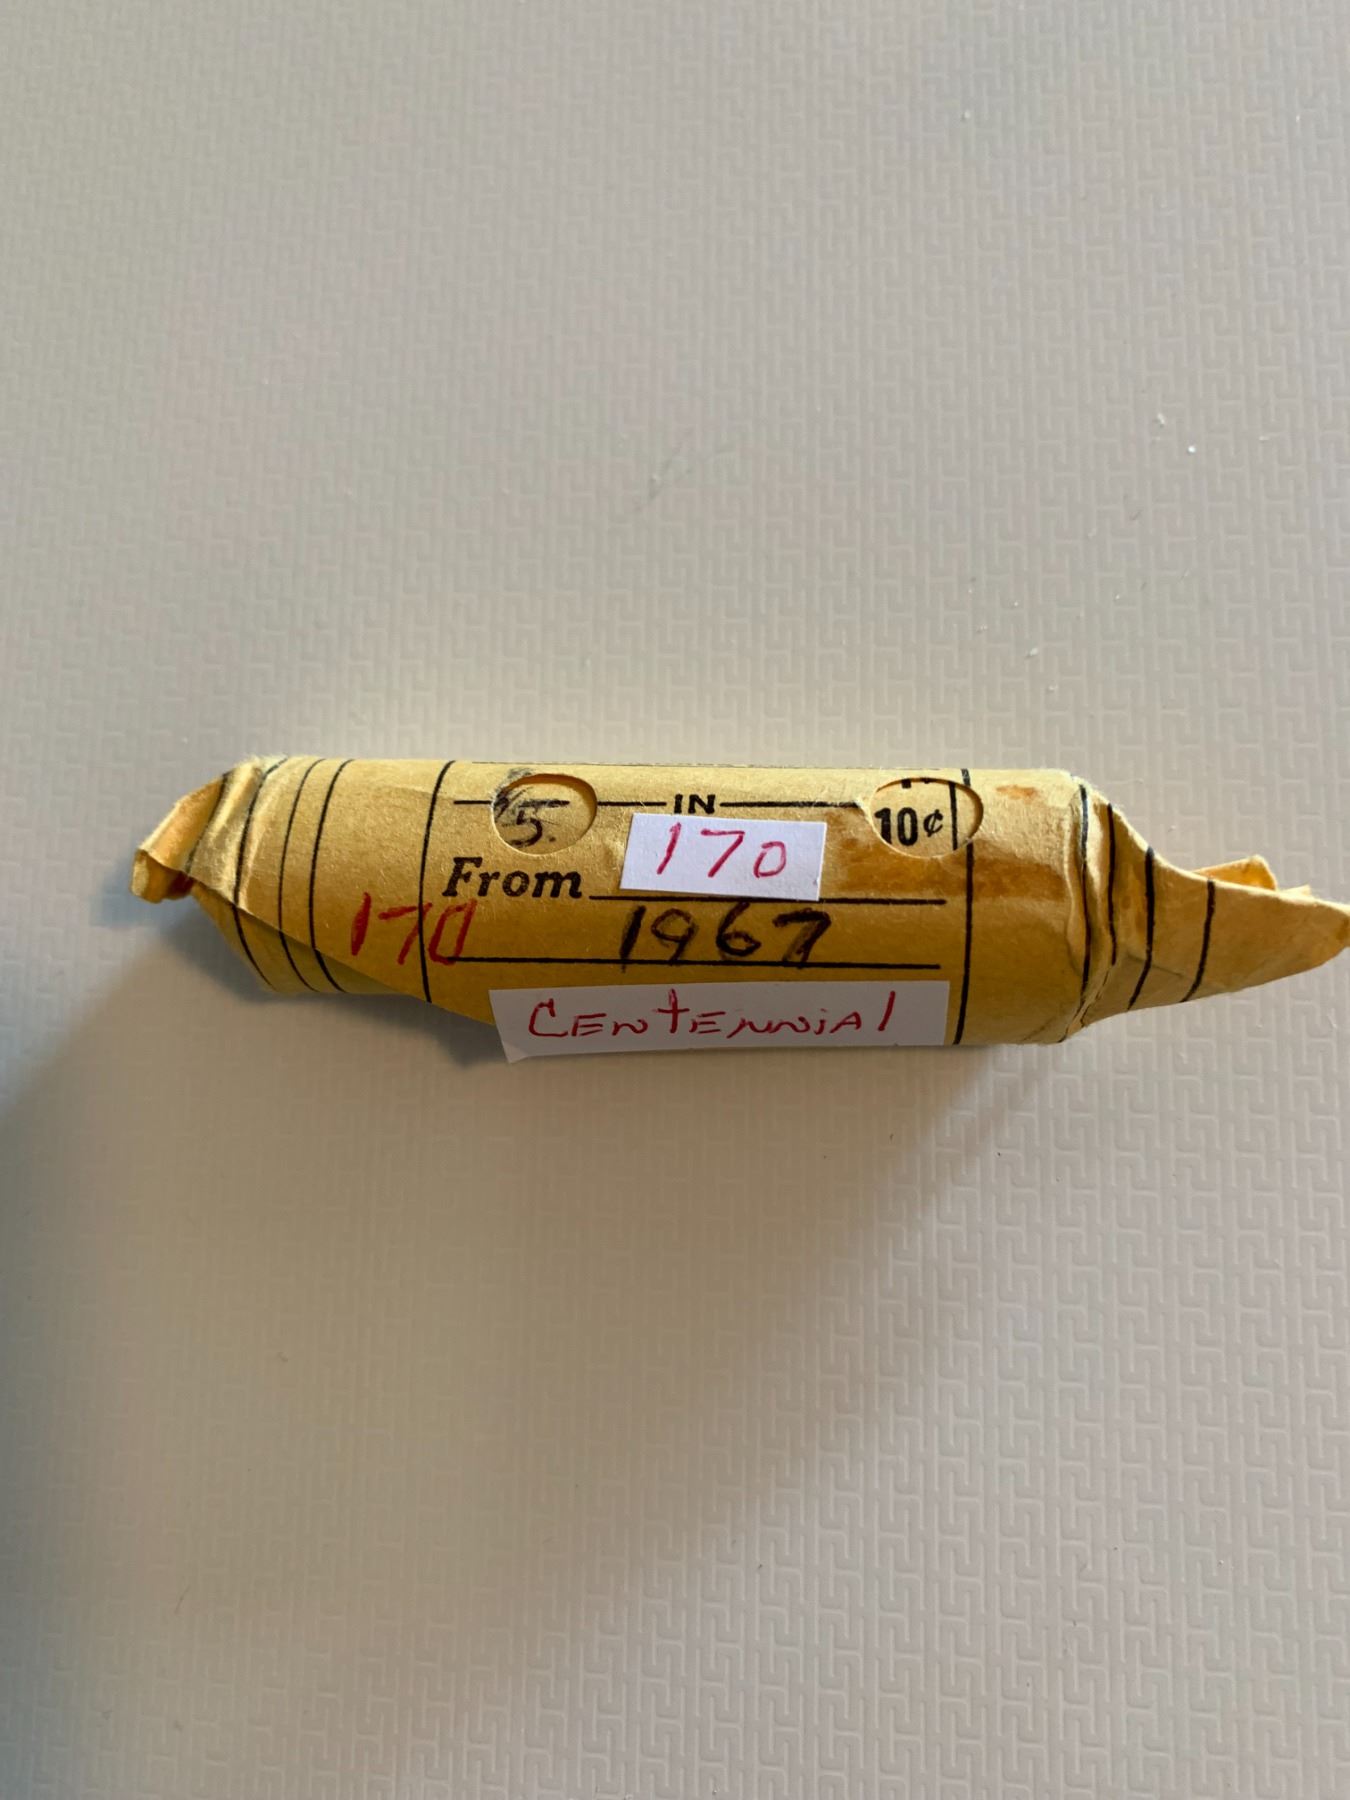 5. IN 10¢
170
From
170 1967
CENTENNIAL